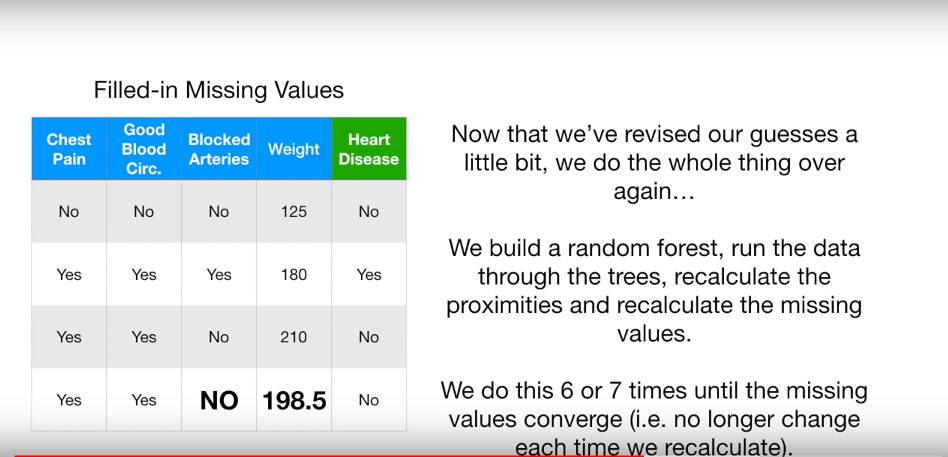 Filled-in Missing Values
Chest Pain
Good Blood Circ.
Blocked Arteries
Weight
Heart Disease
No No No 125 No
Yes Yes Yes 180 Yes
Yes Yes No 210 No
Yes Yes NO 198.5 No
Now that we’ve revised our guesses a
little bit, we do the whole thing over
again…
We build a random forest, run the data
through the trees, recalculate the
proximities and recalculate the missing
values.
We do this 6 or 7 times until the missing
values converge (i.e. no longer change
each time we recalculate).